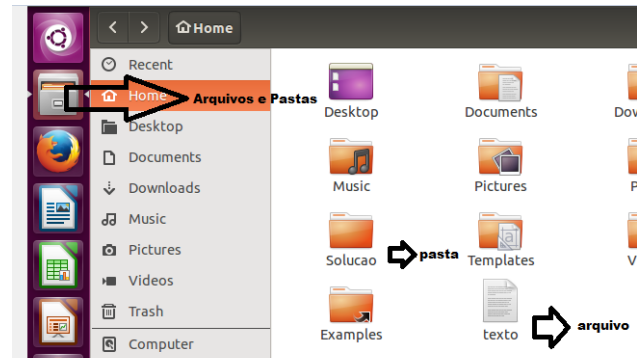 Home
Recent
Home
Arquivos e Pastas
Desktop
Documents
Downloads
Music
Pictures
Videos
Trash
Computer
Desktop
Documents
Dov
Music
Pictures
P
Solucao
pasta
Templates
V
Examples
texto
arquivo